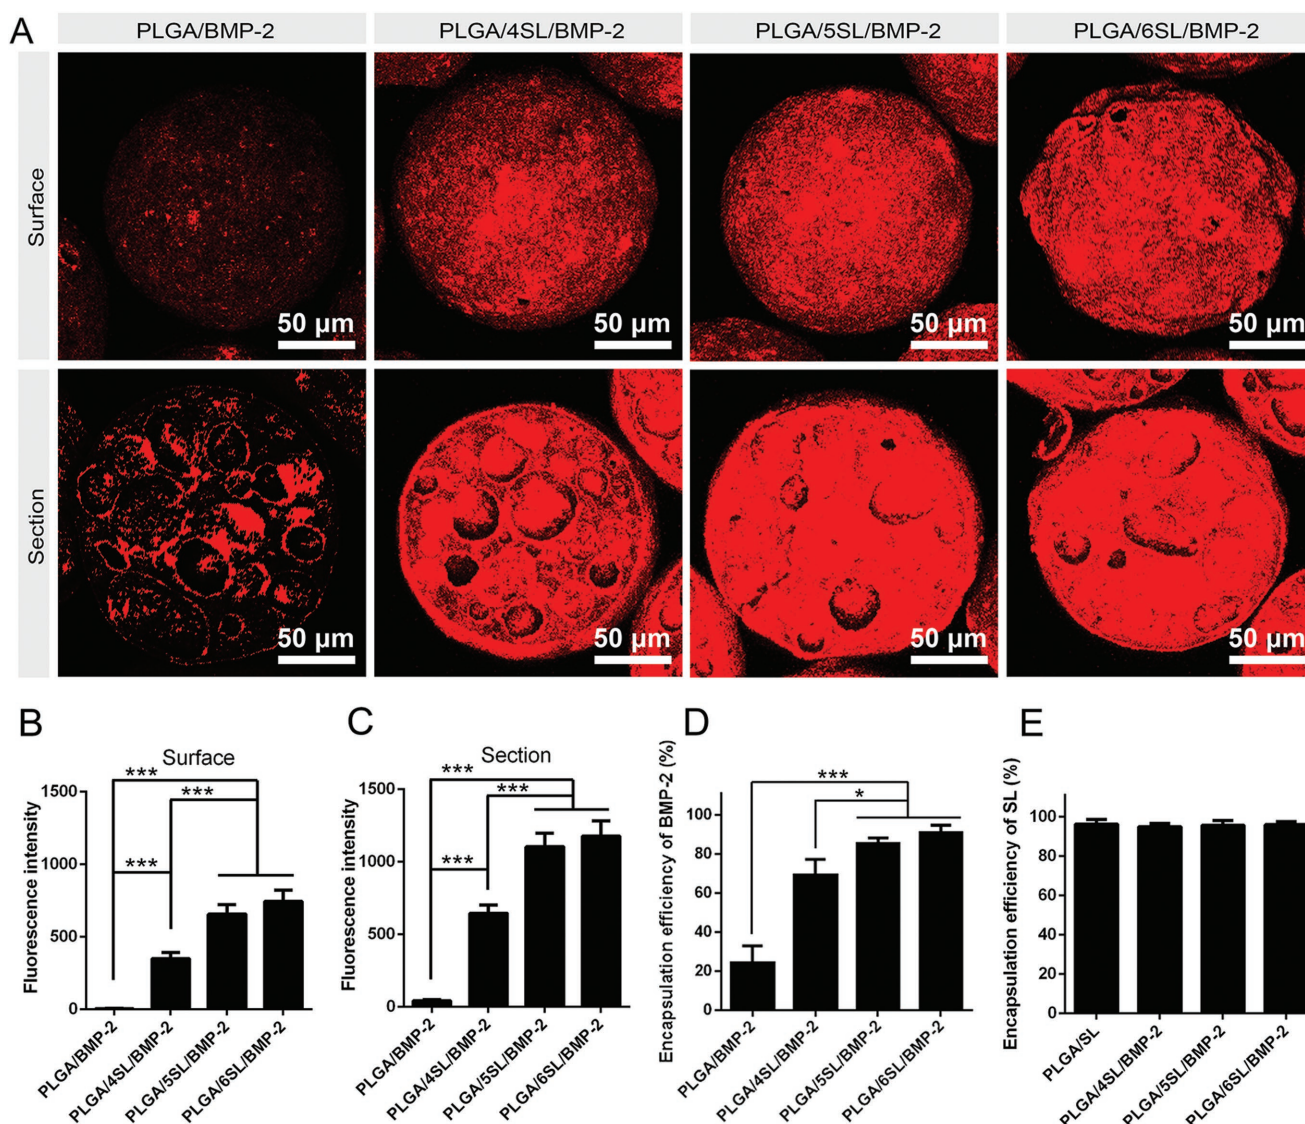 A
PLGA/BMP-2
PLGA/4SL/BMP-2
PLGA/5SL/BMP-2
PLGA/6SL/BMP-2
Surface
50 μm
50 μm
50 μm
50 μm
Section
50 μm
50 μm
50 μm
50 μm
B
Surface
Fluorescence intensity
1500
1000
500
0
***
***
***
PLGA/BMP-2
PLGA/4SL/BMP-2
PLGA/5SL/BMP-2
PLGA/6SL/BMP-2
C
Section
Fluorescence intensity
1500
1000
500
0
***
***
***
PLGA/BMP-2
PLGA/4SL/BMP-2
PLGA/5SL/BMP-2
PLGA/6SL/BMP-2
D
Encapsulation efficiency of BMP-2 (%)
100
80
60
40
20
0
***
*
PLGA/BMP-2
PLGA/4SL/BMP-2
PLGA/5SL/BMP-2
PLGA/6SL/BMP-2
E
Encapsulation efficiency of SL (%)
100
80
60
40
20
0
PLGA/SL
PLGA/4SL/BMP-2
PLGA/5SL/BMP-2
PLGA/6SL/BMP-2